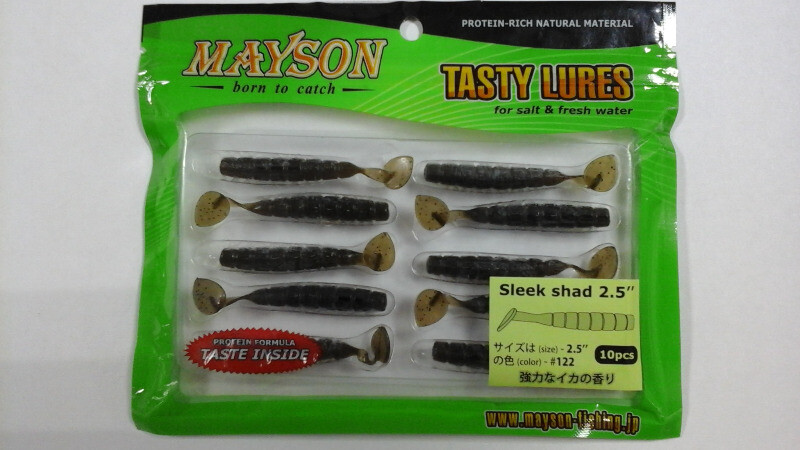 PROTEIN-RICH NATURAL MATERIAL
MAYSON
born to catch
TASTY LURES
for salt & fresh water
Sleek shad 2.5"
サイズは (size) - 2.5"
の色 (color) - #122
10pcs
強力なイカの香り
PROTEIN FORMULA
TASTE INSIDE
www.mayson-fishing.jp